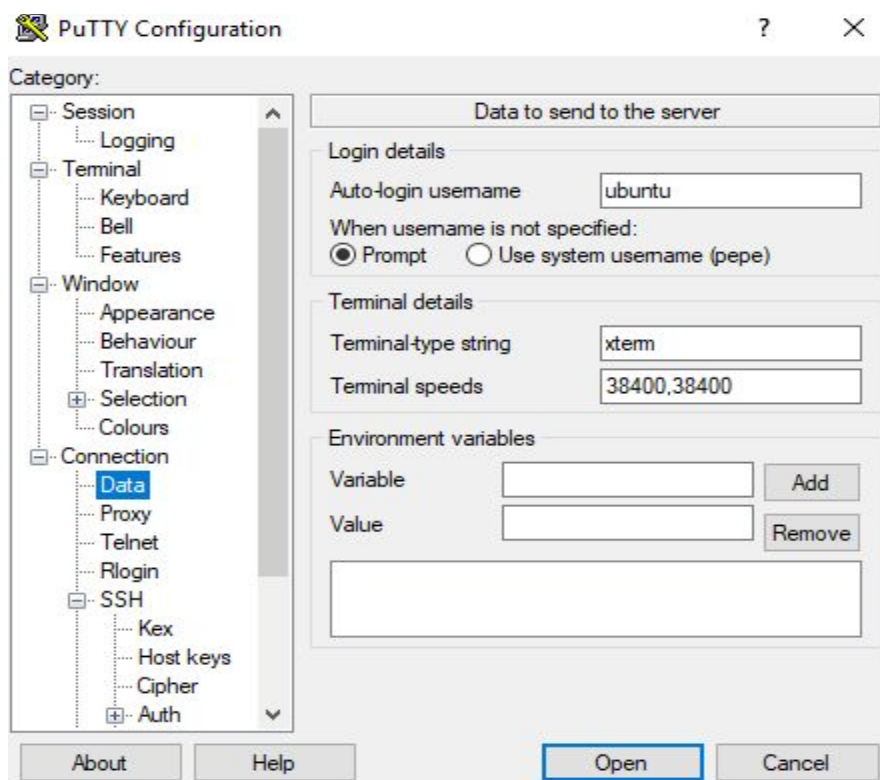 PuTTY Configuration
?
Category:
Session
Logging
Terminal
Keyboard
Bell
Features
Window
Appearance
Behaviour
Translation
Selection
Colours
Connection
Data
Proxy
Telnet
Rlogin
SSH
Kex
Host keys
Cipher
Auth
Data to send to the server
Login details
Auto-login username ubuntu
When username is not specified:
Prompt Use system username (pepe)
Terminal details
Terminal-type string xterm
Terminal speeds 38400,38400
Environment variables
Variable Add
Value Remove
About Help Open Cancel